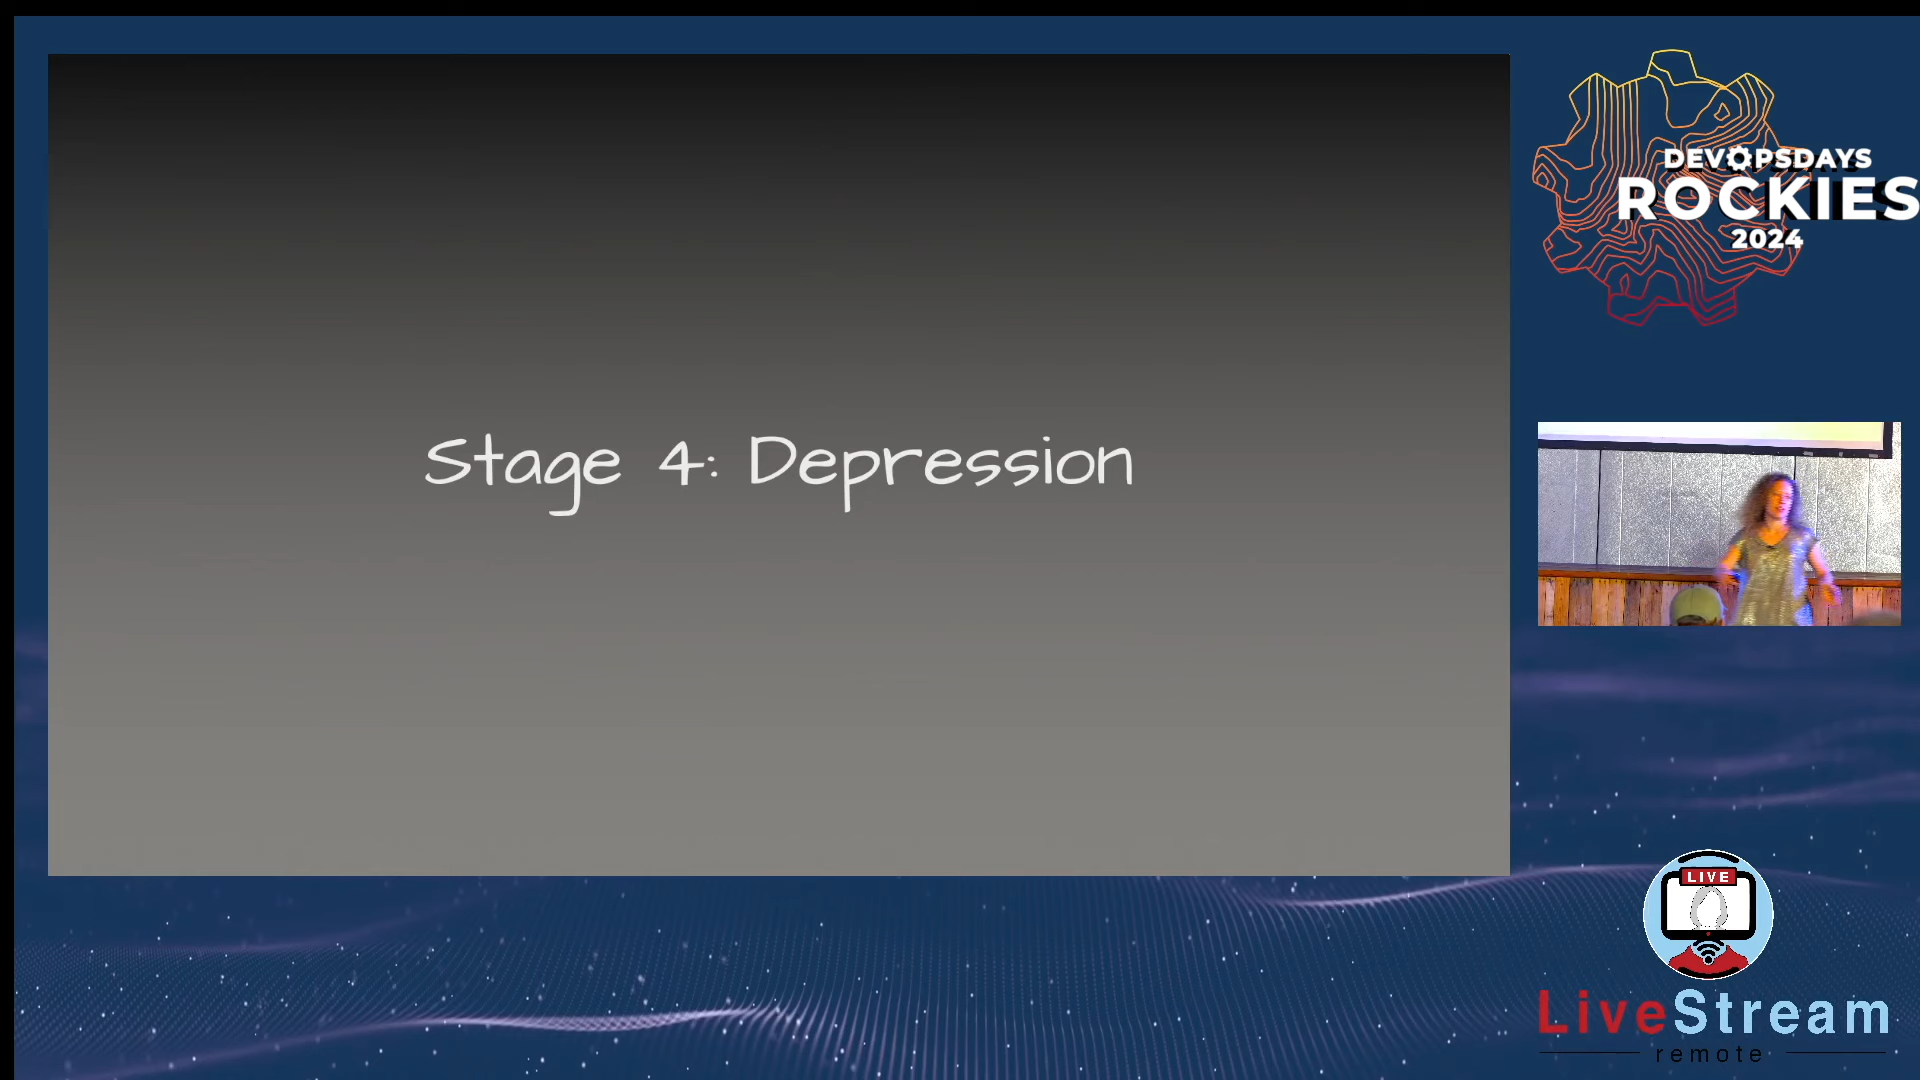 Stage 4: Depression
DEVOPSDAYS
ROCKIES
2024
LIVE
LiveStream
remote